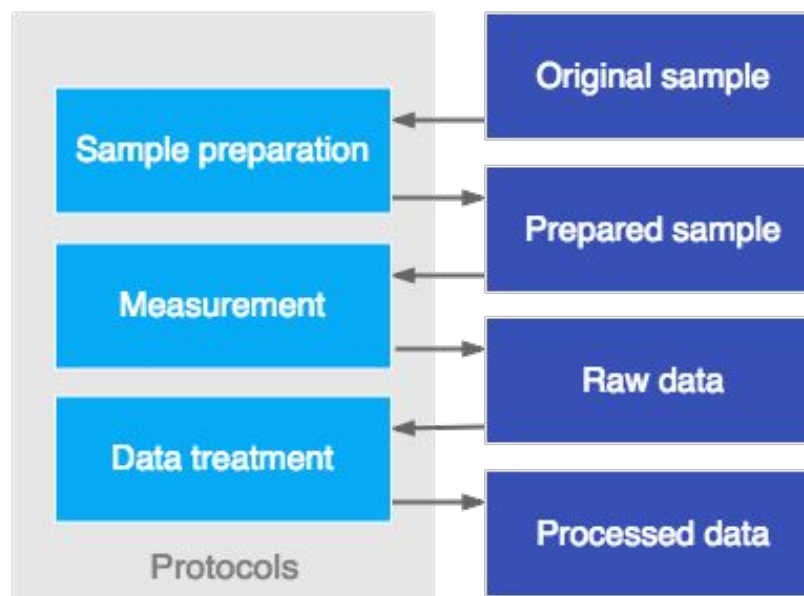 Original sample
Sample preparation
Prepared sample
Measurement
Raw data
Data treatment
Processed data
Protocols